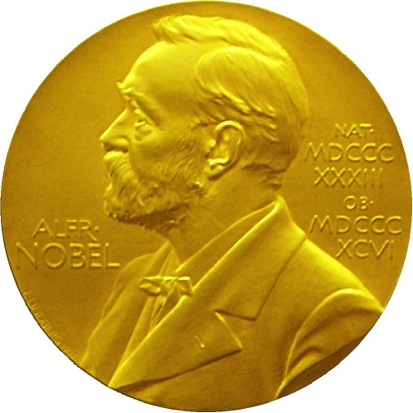 ALFR·
NOBEL
NAT·
MDCCC
XXXIII
OB·
MDCCC
XCVI